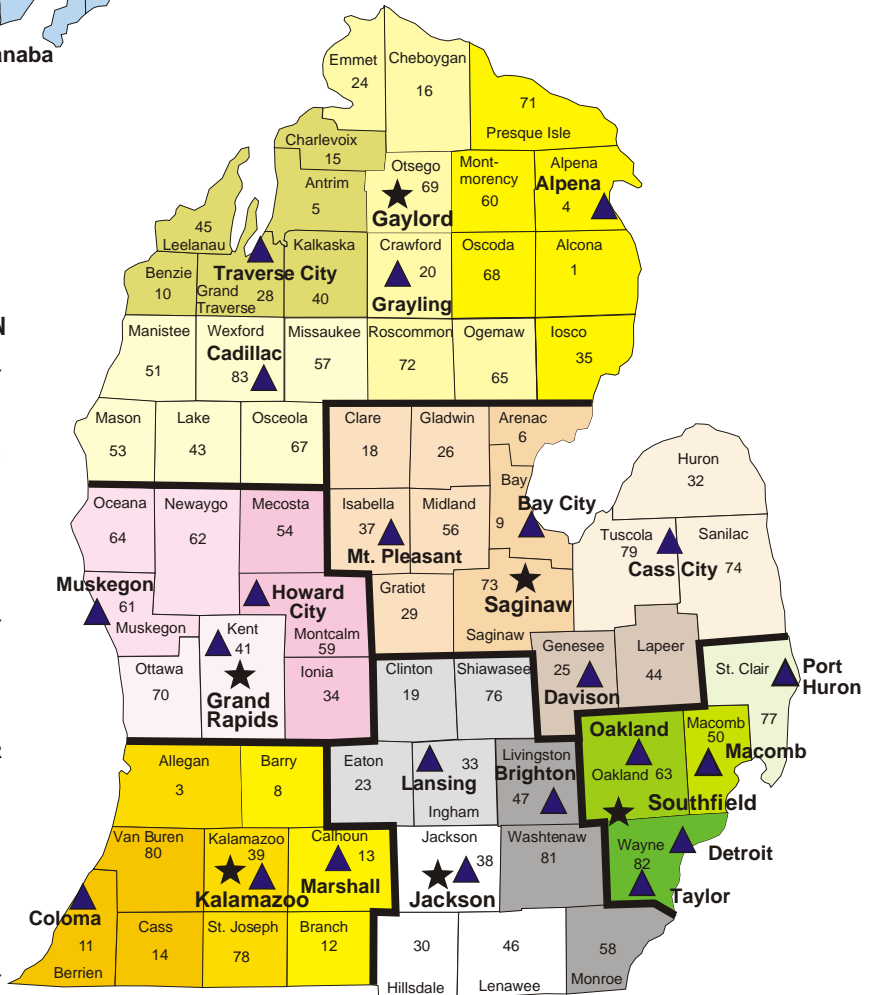 anaba
Emmet
24
Cheboygan
16
71
Presque Isle
Charlevoix
15
Antrim
5
Otsego
69
Gaylord
Mont-
morency
60
Alpena
Alpena
4
45
Leelanau
Traverse City
Benzie
10
Grand
Traverse
28
Kalkaska
40
Crawford
20
Grayling
Oscoda
68
Alcona
1
N
Manistee
51
Wexford
Cadillac
83
Missaukee
57
Roscommon
72
Ogemaw
65
Iosco
35
Mason
53
Lake
43
Osceola
67
Clare
18
Gladwin
26
Arenac
6
Huron
32
Oceana
64
Newaygo
62
Mecosta
54
Isabella
37
Mt. Pleasant
Midland
56
Bay
9
Bay City
Tuscola
79
Cass City
Sanilac
74
Muskegon
61
Muskegon
Howard
City
Montcalm
59
Gratiot
29
73
Saginaw
Saginaw
Ottawa
70
Kent
41
Grand
Rapids
Ionia
34
Clinton
19
Shiawasee
76
Genesee
25
Davison
Lapeer
44
St. Clair
Port
Huron
77
R
Allegan
3
Barry
8
Eaton
23
33
Lansing
Ingham
Livingston
Brighton
47
Oakland
Oakland 63
Macomb
50
Macomb
Southfield
Van Buren
80
Kalamazoo
39
Kalamazoo
Calhoun
13
Marshall
Jackson
38
Jackson
Washtenaw
81
Wayne
82
Detroit
Taylor
Coloma
11
Berrien
Cass
14
St. Joseph
78
Branch
12
30
Hillsdale
46
Lenawee
58
Monroe